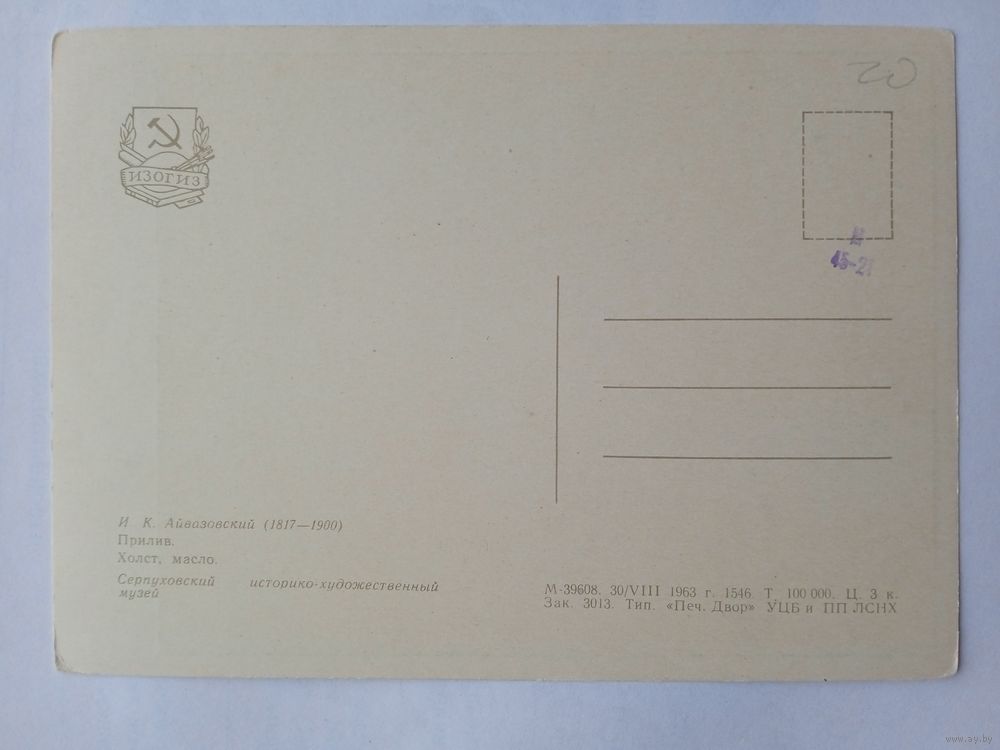 20
ИЗОГИЗ
45-21
И К. Айвазовский (1817—1900)
Прилив.
Холст, масло.
Серпуховский историко-художественный
музей
М-39608. 30/VIII 1963 г. 1546. Т 100 000. Ц. 3 к.
Зак. 3013. Тип. «Печ. Двор» УЦБ и ПП ЛСНХ
www.ay.by